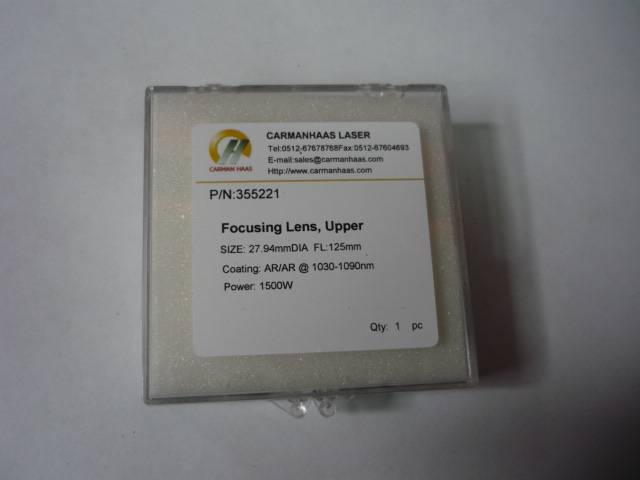 CARMANHAAS LASER
Tel:0512-67678768Fax:0512-67604693
E-mail:sales@carmanhaas.com
Http://www.carmanhaas.com
CARMAN HAAS
P/N:355221
Focusing Lens, Upper
SIZE: 27.94mmDIA FL:125mm
Coating: AR/AR @ 1030-1090nm
Power: 1500W
Qty: 1 pc